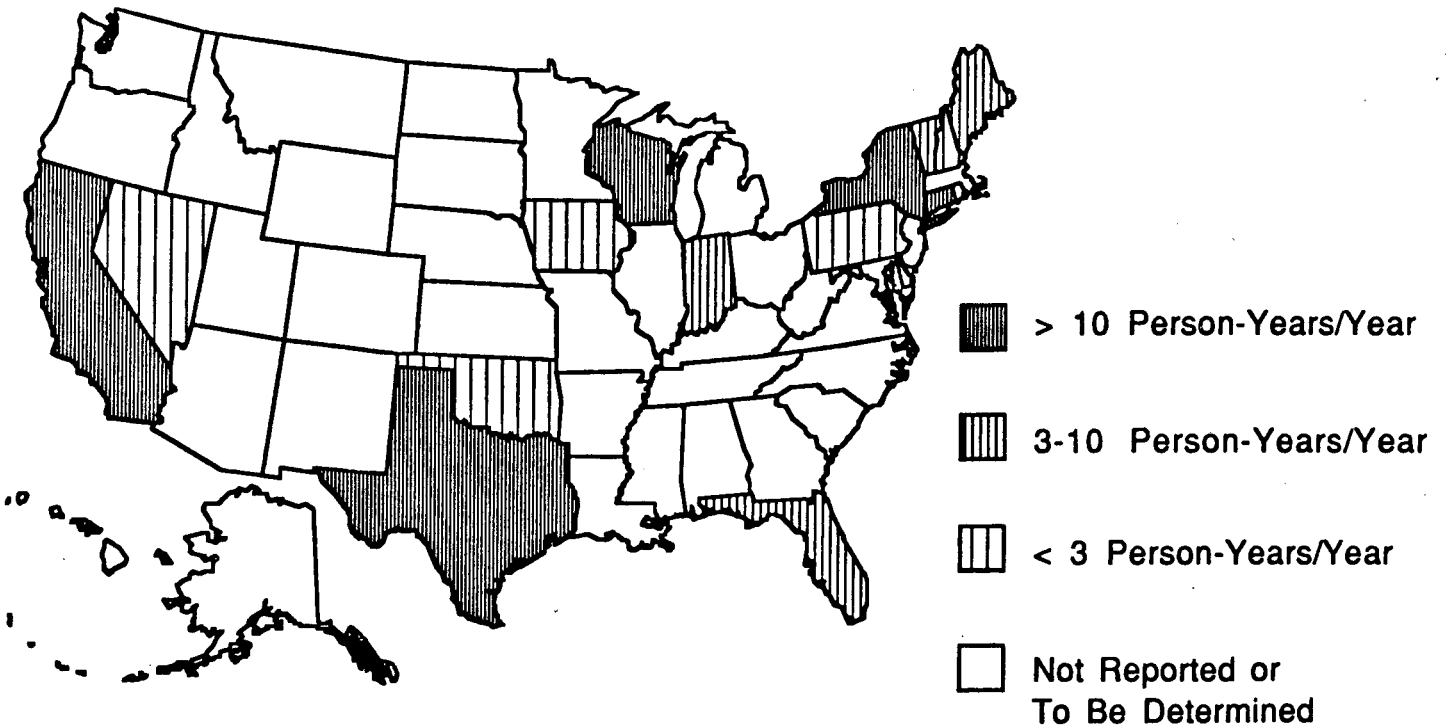 > 10 Person-Years/Year
3-10 Person-Years/Year
< 3 Person-Years/Year
Not Reported or
To Be Determined